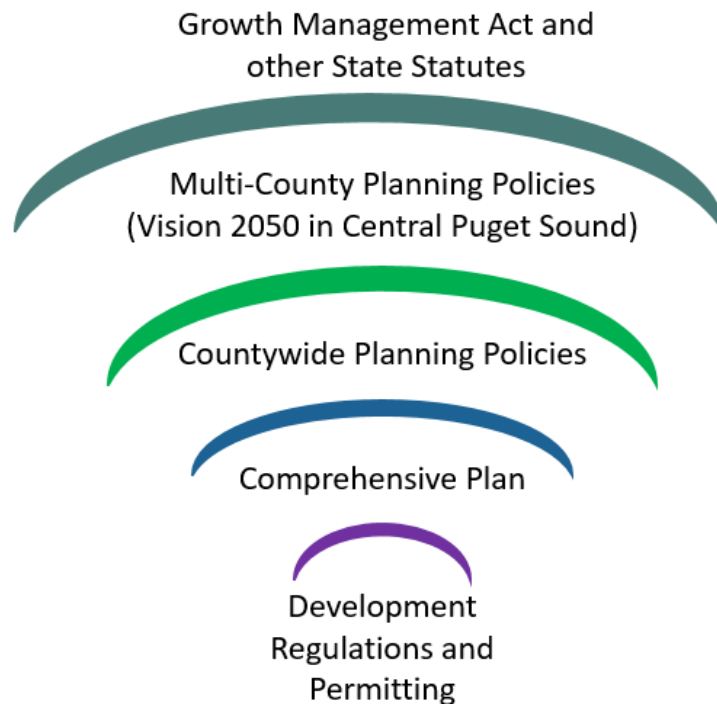 Growth Management Act and
other State Statutes
Multi-County Planning Policies
(Vision 2050 in Central Puget Sound)
Countywide Planning Policies
Comprehensive Plan
Development
Regulations and
Permitting